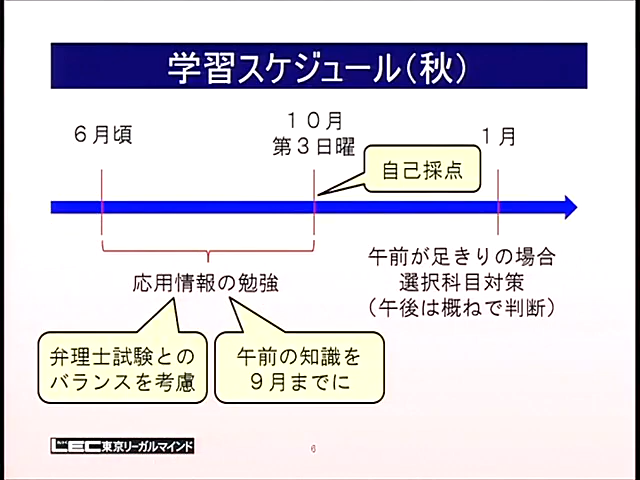 学習スケジュール(秋)
6月頃
10月
第3日曜
1月
自己採点
午前が足きりの場合
選択科目対策
(午後は概ねで判断)
応用情報の勉強
弁理士試験との
バランスを考慮
午前の知識を
9月までに
LEC東京リーガルマインド
6